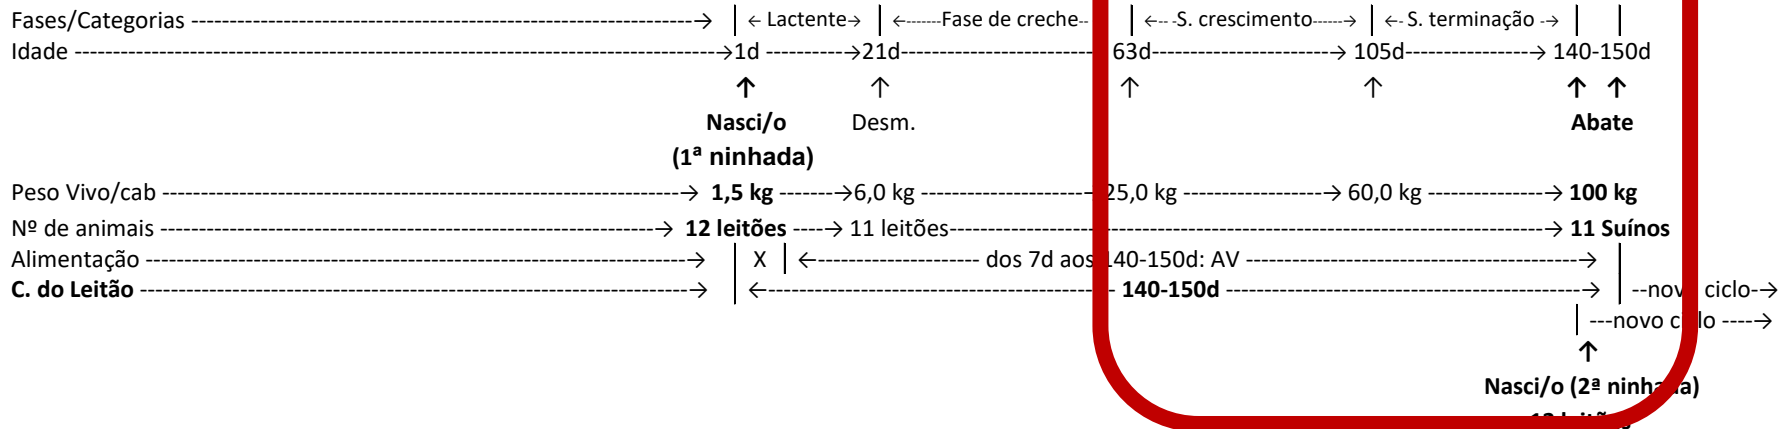 Fases/Categorias ---→ | ← Lactente→ | ←---Fase de creche-- | ←-- -S. crescimento---→ | ←- S. terminação -→ | |
Idade ---→1d ---→21d--- 63d---→ 105d---→ 140-150d
↑ ↑ ↑ ↑ ↑ ↑
Nasci/o Desm. Abate
(1ª ninhada)
Peso Vivo/cab ---→ 1,5 kg ---→6,0 kg --- 25,0 kg ---→ 60,0 kg ---→ 100 kg
Nº de animais ---→ 12 leitões ----→ 11 leitões---→ 11 Suínos
Alimentação ---→ | X | ←--- dos 7d aos 140-150d: AV ---→ |
C. do Leitão ---→ | ←--- 140-150d ---→ | --novo ciclo-→
| ---novo ciclo ----→
↑
Nasci/o (2ª ninhada)